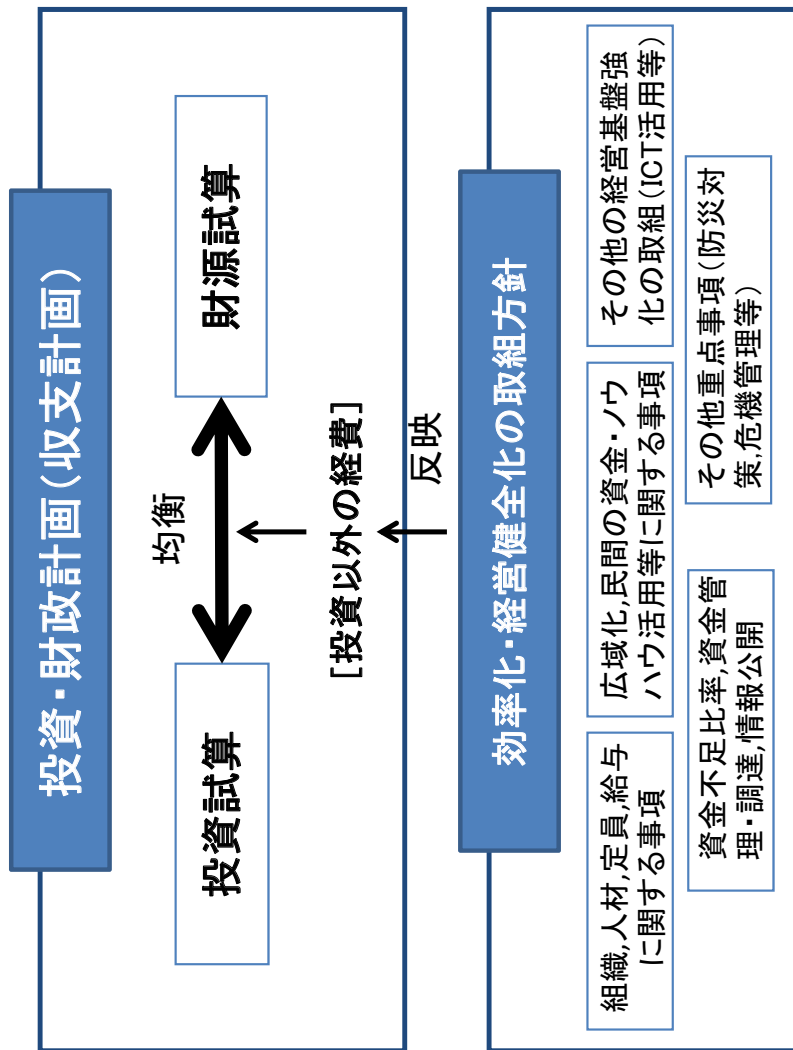 投資・財政計画(収支計画)
投資試算
均衡
財源試算
[投資以外の経費]
反映
効率化・経営健全化の取組方針
組織,人材,定員,給与
に関する事項
広域化,民間の資金・ノウ
ハウ活用等に関する事項
その他の経営基盤強
化の取組(ICT活用等)
資金不足比率,資金管
理・調達,情報公開
その他重点事項(防災対
策,危機管理等)